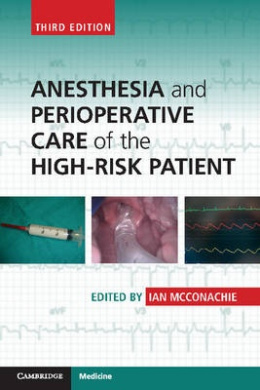 THIRD EDITION
ANESTHESIA and
PERIOPERATIVE
CARE of the
HIGH-RISK PATIENT
EDITED BY IAN MCCONACHIE
CAMBRIDGE Medicine